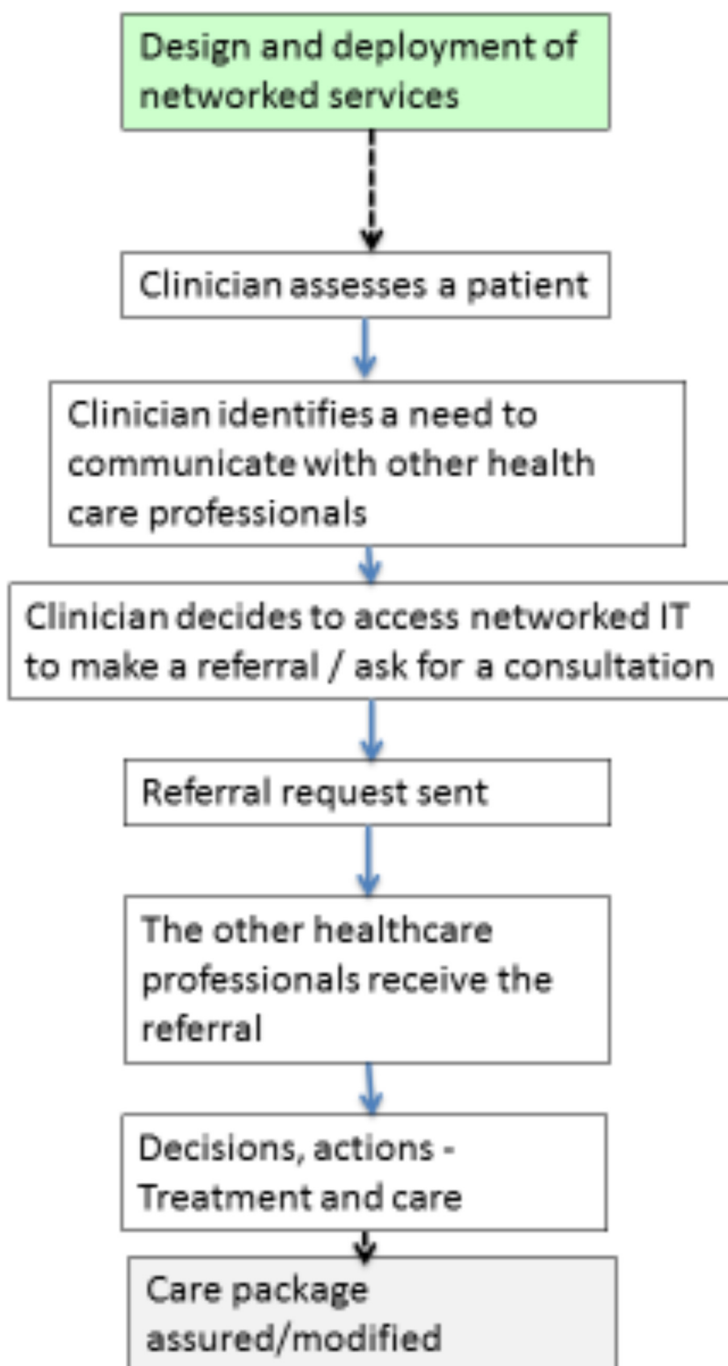 Design and deployment of
networked services
Clinician assesses a patient
Clinician identifies a need to
communicate with other health
care professionals
Clinician decides to access networked IT
to make a referral / ask for a consultation
Referral request sent
The other healthcare
professionals receive the
referral
Decisions, actions -
Treatment and care
Care package
assured/modified